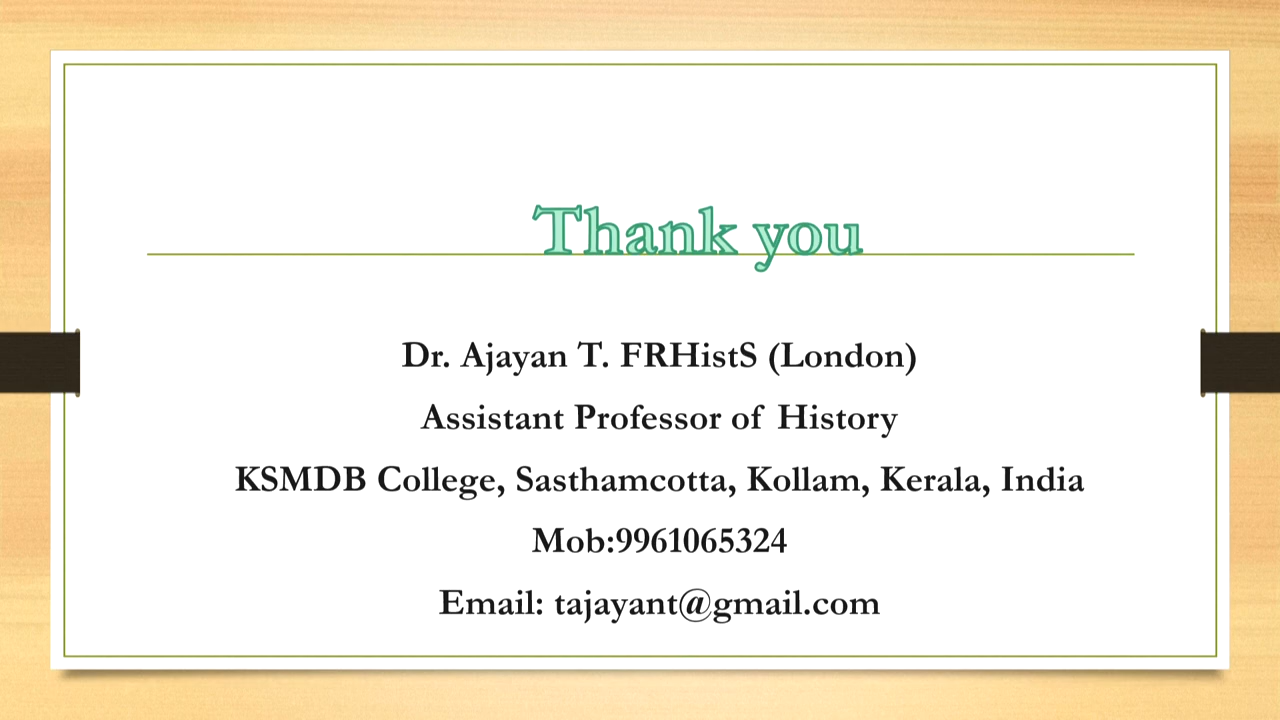 Thank you
Dr. Ajayan T. FRHistS (London)
Assistant Professor of History
KSMDB College, Sasthamcotta, Kollam, Kerala, India
Mob:9961065324
Email: tajayant@gmail.com